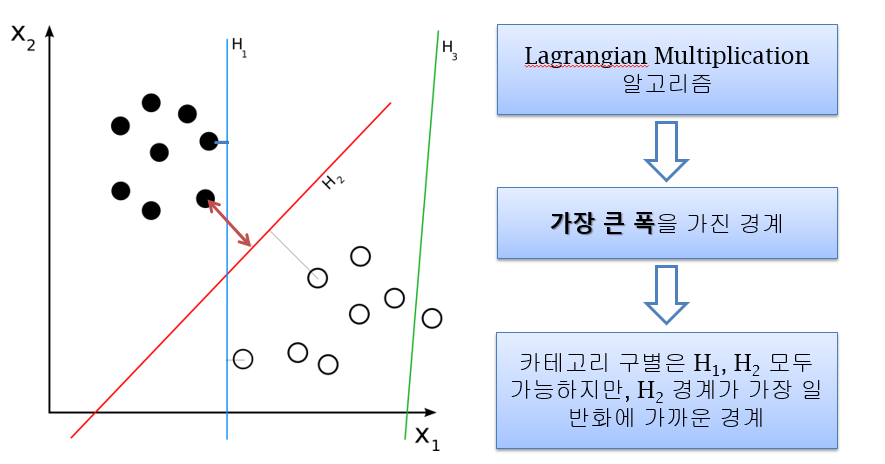 X2
H1
H3
H2
X1
Lagrangian Multiplication
알고리즘
가장 큰 폭을 가진 경계
카테고리 구별은 H1, H2 모두
가능하지만, H2 경계가 가장 일
반화에 가까운 경계